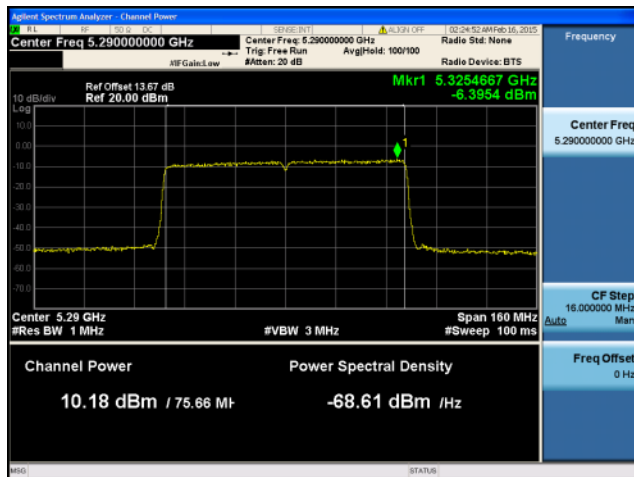 Agilent Spectrum Analyzer - Channel Power
RL RF 50 Ω DC SENSE:INT ALIGN OFF 02:24:52 AM Feb 16, 2015
Center Freq 5.290000000 GHz
Center Freq: 5.290000000 GHz
Radio Std: None
Trig: Free Run Avg|Hold: 100/100
#IFGain:Low #Atten: 20 dB Radio Device: BTS
Frequency
Mkr1 5.3254667 GHz
-6.3954 dBm
Ref Offset 13.67 dB
10 dB/div Ref 20.00 dBm
Log
10.0
0.00
-10.0
-20.0
-30.0
-40.0
-50.0
-60.0
-70.0
1
Center Freq
5.290000000 GHz
Center 5.29 GHz Span 160 MHz
#Res BW 1 MHz #VBW 3 MHz #Sweep 100 ms
CF Step
16.000000 MHz
Auto Man
Channel Power Power Spectral Density
10.18 dBm / 75.66 MH -68.61 dBm /Hz
Freq Offset
0 Hz
MSG STATUS